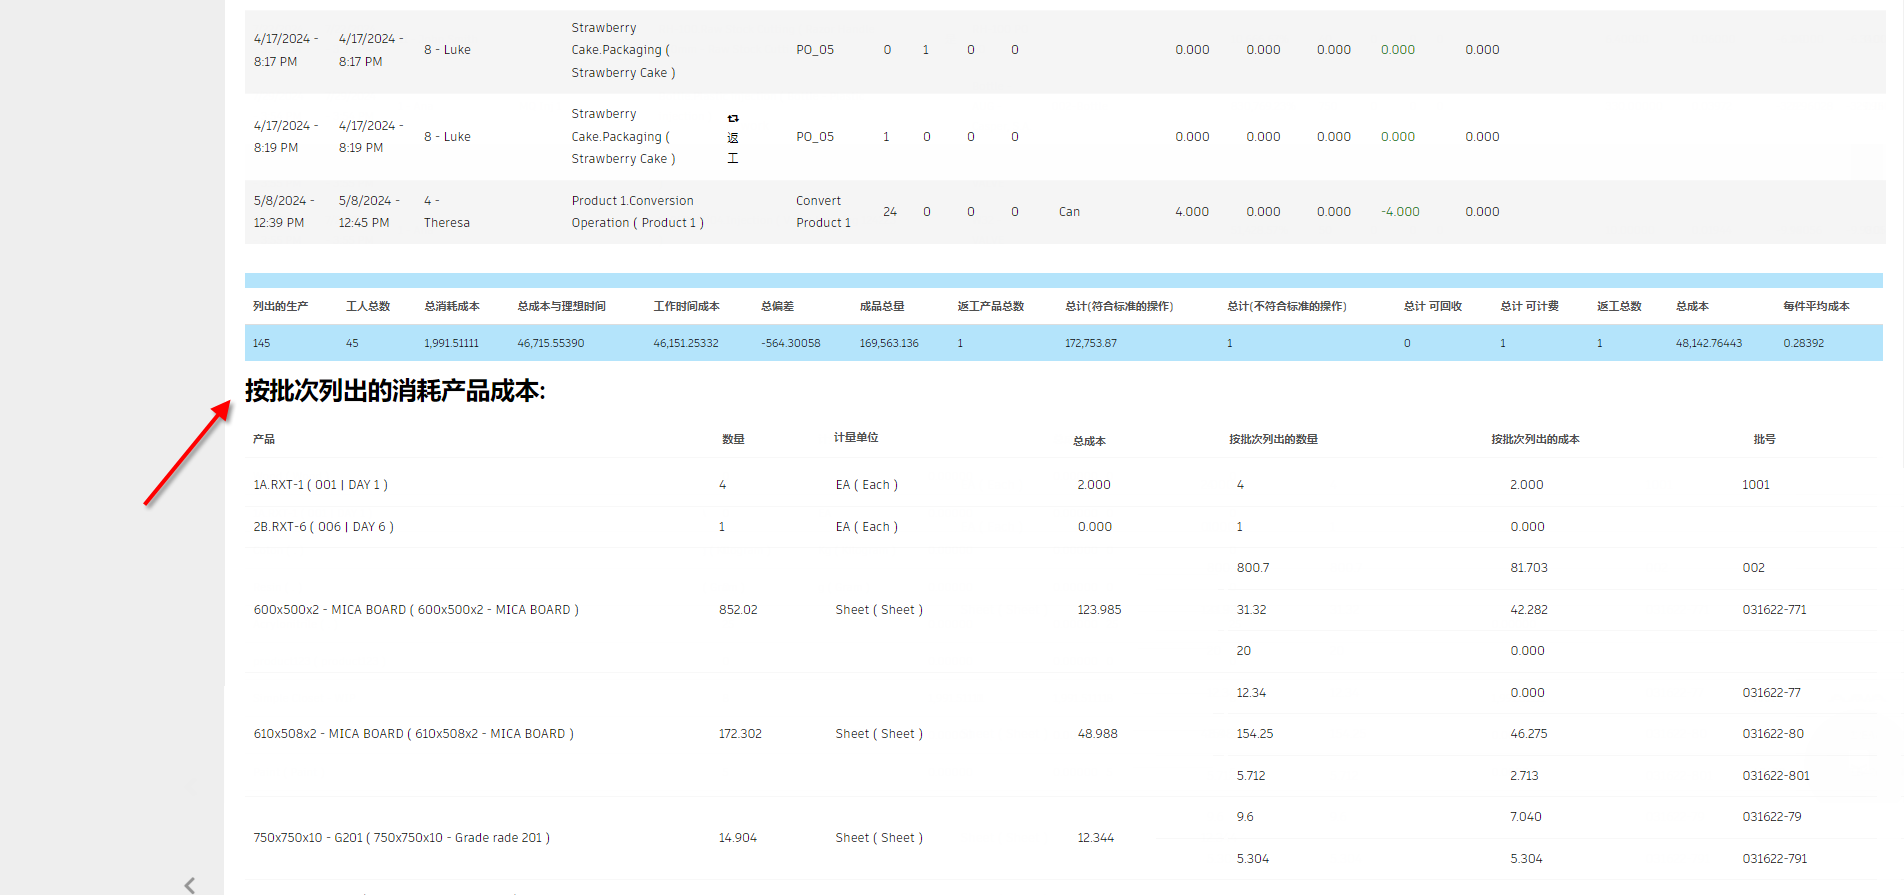 4/17/2024 - 8:17 PM 4/17/2024 - 8:17 PM 8 - Luke Strawberry Cake.Packaging ( Strawberry Cake ) PO_05 0 1 0 0 0.000 0.000 0.000 0.000 0.000
4/17/2024 - 8:19 PM 4/17/2024 - 8:19 PM 8 - Luke Strawberry Cake.Packaging ( Strawberry Cake ) 返工 PO_05 1 0 0 0 0.000 0.000 0.000 0.000 0.000
5/8/2024 - 12:39 PM 5/8/2024 - 12:45 PM 4 - Theresa Product 1.Conversion Operation ( Product 1 ) Convert Product 1 24 0 0 0 Can 4.000 0.000 0.000 -4.000 0.000
列出的生产 工人总数 总消耗成本 总成本与理想时间 工作时间成本 总偏差 成品总量 返工产品总数 总计(符合标准的操作) 总计(不符合标准的操作) 总计 可回收 总计 可计费 返工总数 总成本 每件平均成本
145 45 1,991.51111 46,715.55390 46,151.25332 -564.30058 169,563.136 1 172,753.87 1 0 1 1 48,142.76443 0.28392
按批次列出的消耗产品成本:
产品 数量 计量单位 总成本 按批次列出的数量 按批次列出的成本 批号
1A.RXT-1 ( 001 | DAY 1 ) 4 EA ( Each ) 2.000 4 2.000 1001
2B.RXT-6 ( 006 | DAY 6 ) 1 EA ( Each ) 0.000 1 0.000
800.7 81.703 002
600x500x2 - MICA BOARD ( 600x500x2 - MICA BOARD ) 852.02 Sheet ( Sheet ) 123.985 31.32 42.282 031622-771
20 0.000
12.34 0.000 031622-77
610x508x2 - MICA BOARD ( 610x508x2 - MICA BOARD ) 172.302 Sheet ( Sheet ) 48.988 154.25 46.275 031622-80
5.712 2.713 031622-801
9.6 7.040 031622-79
750x750x10 - G201 ( 750x750x10 - Grade rade 201 ) 14.904 Sheet ( Sheet ) 12.344
5.304 5.304 031622-791